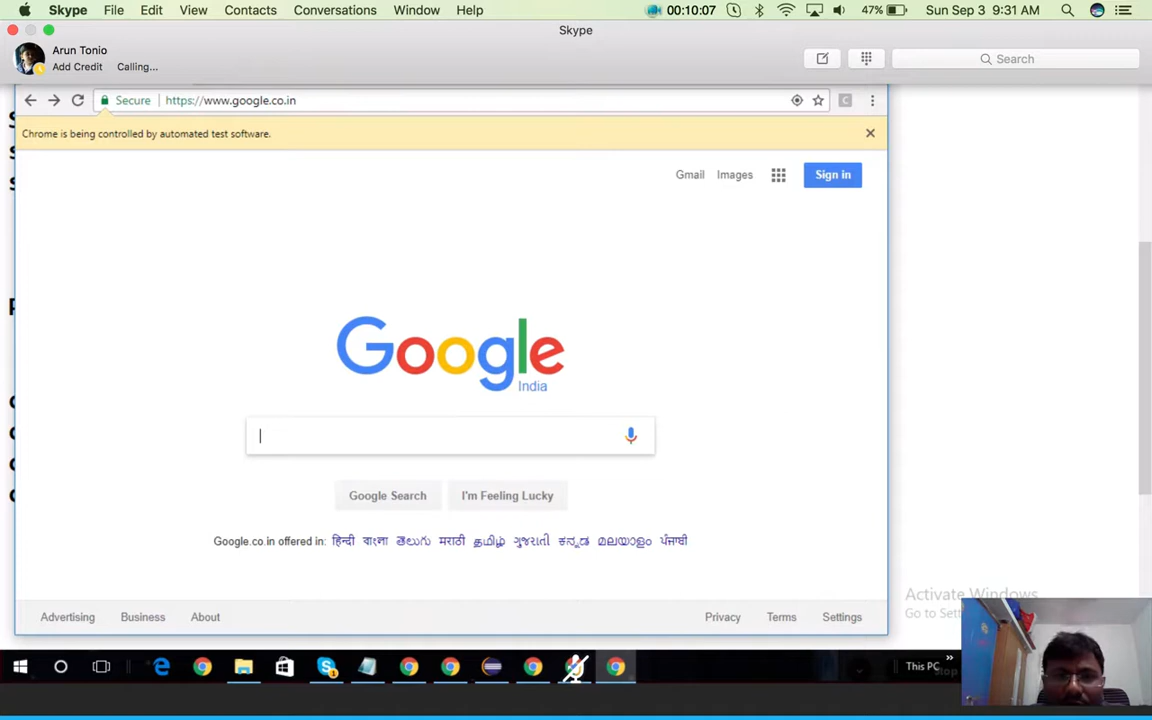 Skype File Edit View Contacts Conversations Window Help 00:10:07 47% Sun Sep 3 9:31 AM
Skype
Arun Tonio
Add Credit Calling...
Search
Secure https://www.google.co.in
Chrome is being controlled by automated test software.
Gmail Images Sign in
Google
India
Google Search I'm Feeling Lucky
Google.co.in offered in: हिन्दी বাংলা తెలుగు मराठी தமிழ் ગુજરાતી ಕನ್ನಡ മലയാളം ਪੰਜਾਬੀ
Activate Windows
Go to
Advertising Business About Privacy Terms Settings
This PC